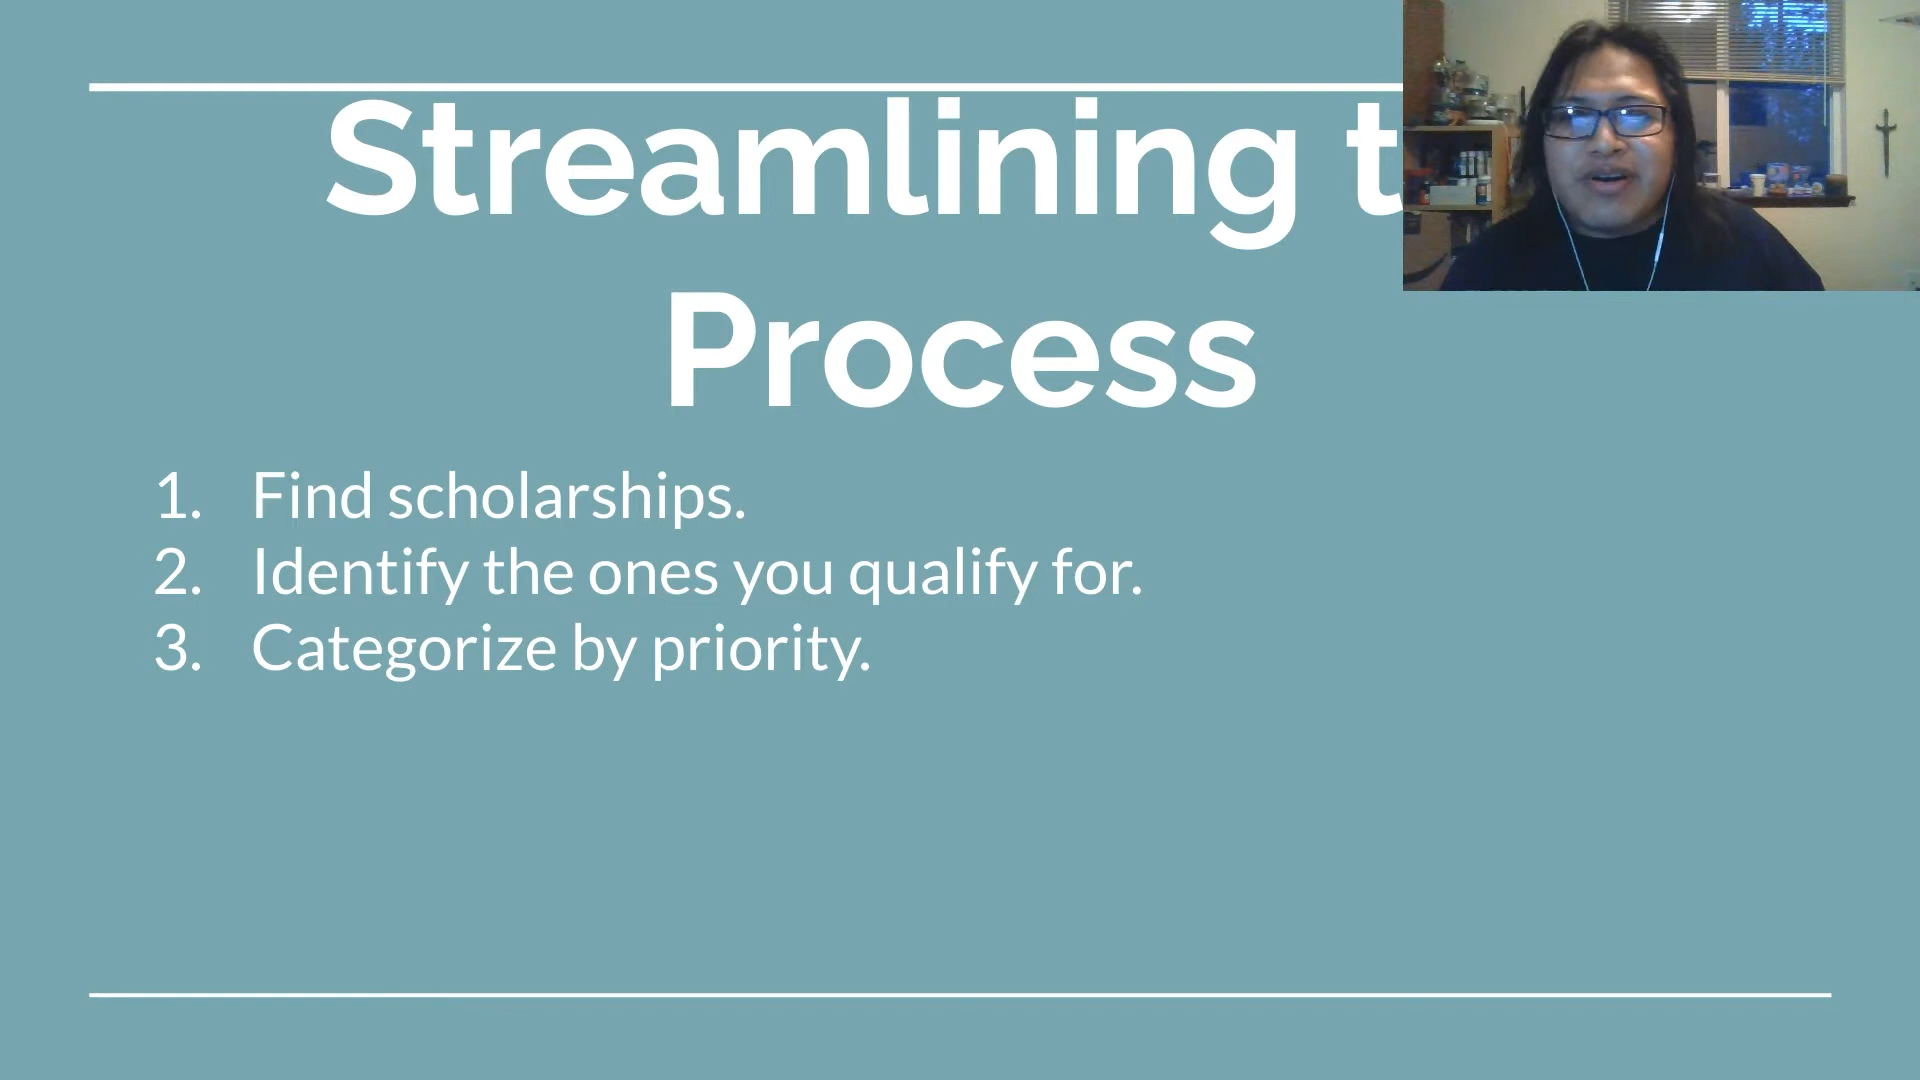 Streamlining t
Process
1. Find scholarships.
2. Identify the ones you qualify for.
3. Categorize by priority.